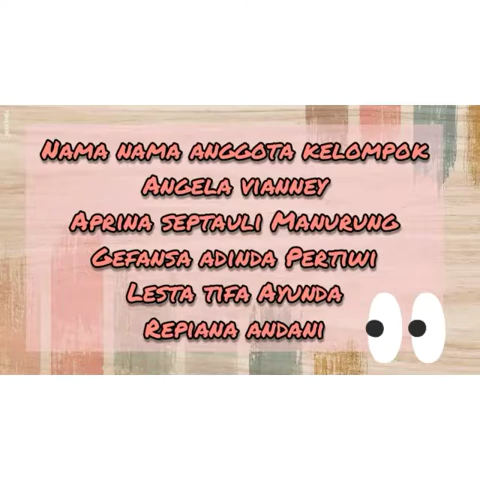 Nama nama anggota kelompok
Angela vianney
Aprina septauli Manurung
Gefansa adinda Pertiwi
Lesta tifa Ayunda
Repiana andani